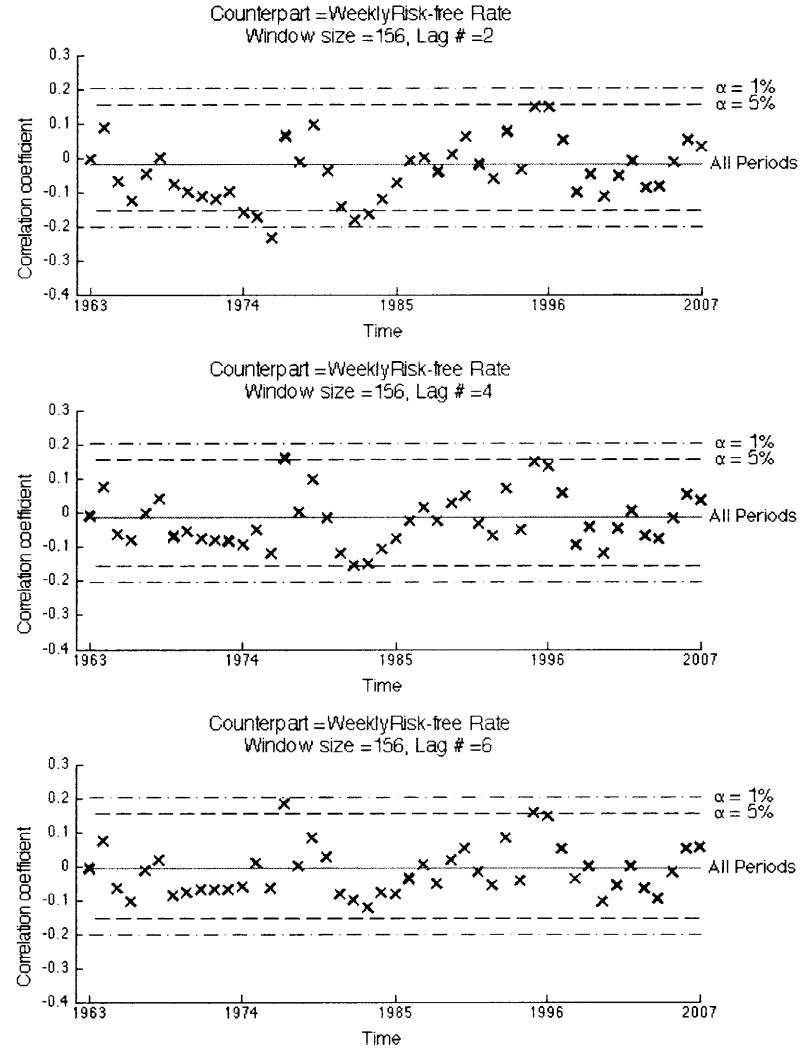 Counterpart =WeeklyRisk-free Rate
Window size =156, Lag # =2
Correlation coefficient
0.3
0.2
0.1
0
-0.1
-0.2
-0.3
-0.4
α = 1%
α = 5%
All Periods
1963
1974
1985
1996
2007
Time
Counterpart =WeeklyRisk-free Rate
Window size =156, Lag # =4
Correlation coefficient
0.3
0.2
0.1
0
-0.1
-0.2
-0.3
-0.4
α = 1%
α = 5%
All Periods
1963
1974
1985
1996
2007
Time
Counterpart =WeeklyRisk-free Rate
Window size =156, Lag # =6
Correlation coefficient
0.3
0.2
0.1
0
-0.1
-0.2
-0.3
-0.4
α = 1%
α = 5%
All Periods
1963
1974
1985
1996
2007
Time